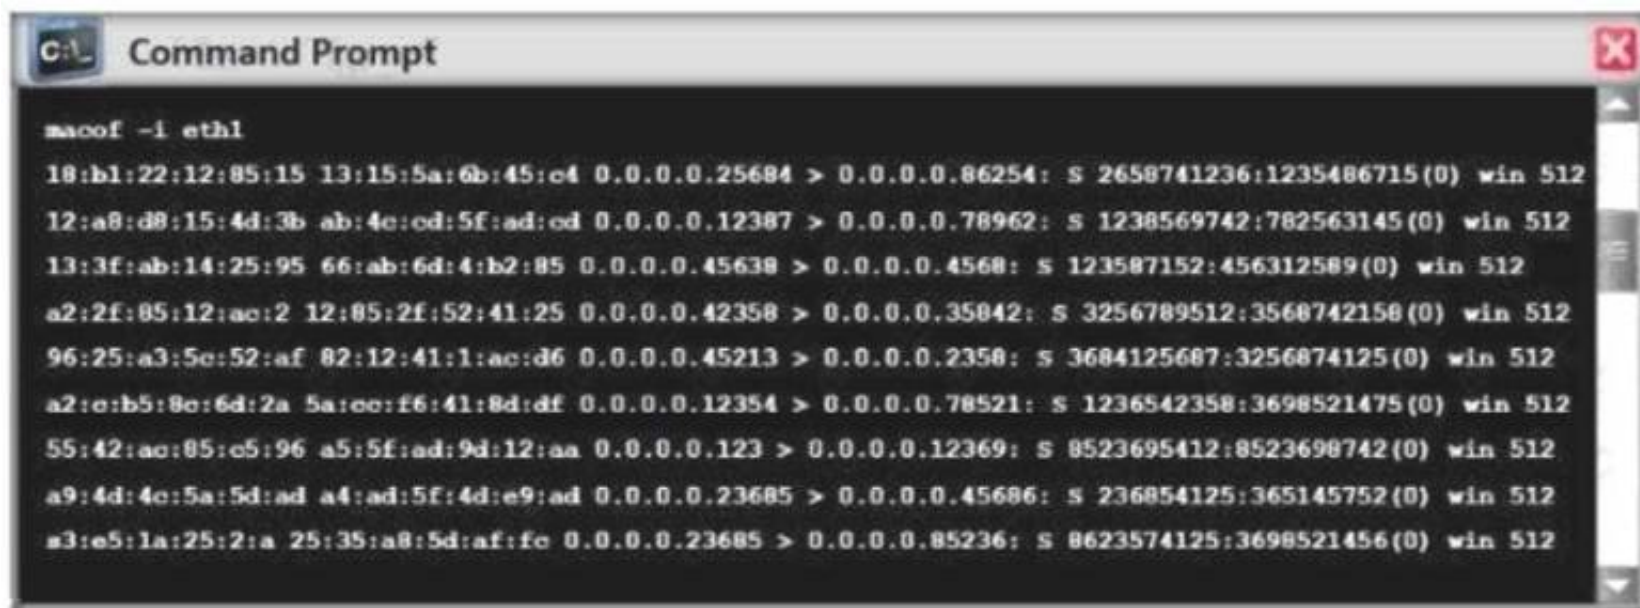 C:\_ Command Prompt
macof -i eth1
18:b1:22:12:85:15 13:15:5a:6b:45:c4 0.0.0.0.25684 > 0.0.0.0.86254: S 2658741236:1235486715(0) win 512
12:a8:d8:15:4d:3b ab:4c:cd:5f:ad:cd 0.0.0.0.12387 > 0.0.0.0.78962: S 1238569742:782563145(0) win 512
13:3f:ab:14:25:95 66:ab:6d:4:b2:85 0.0.0.0.45638 > 0.0.0.0.4568: S 123587152:456312589(0) win 512
a2:2f:85:12:ac:2 12:85:2f:52:41:25 0.0.0.0.42358 > 0.0.0.0.35842: S 3256789512:3568742158(0) win 512
96:25:a3:5c:52:af 82:12:41:1:ac:d6 0.0.0.0.45213 > 0.0.0.0.2358: S 3684125687:3256874125(0) win 512
a2:c:b5:8c:6d:2a 5a:cc:f6:41:8d:df 0.0.0.0.12354 > 0.0.0.0.78521: S 1236542358:3698521475(0) win 512
55:42:ac:85:c5:96 a5:5f:ad:9d:12:aa 0.0.0.0.123 > 0.0.0.0.12369: S 8523695412:8523698742(0) win 512
a9:4d:4c:5a:5d:ad a4:ad:5f:4d:e9:ad 0.0.0.0.23685 > 0.0.0.0.45686: S 236854125:365145752(0) win 512
25:35:a8:5d:af:fc 0.0.0.0.23685 > 0.0.0.0.85236: S 8623574125:3698521456(0) win 512